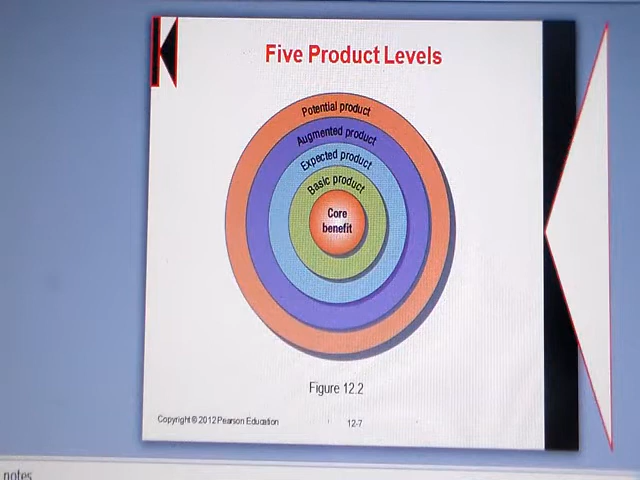 Five Product Levels
Potential product
Augmented product
Expected product
Basic product
Core
benefit
Figure 12.2
Copyright © 2012 Pearson Education
12-7
notes